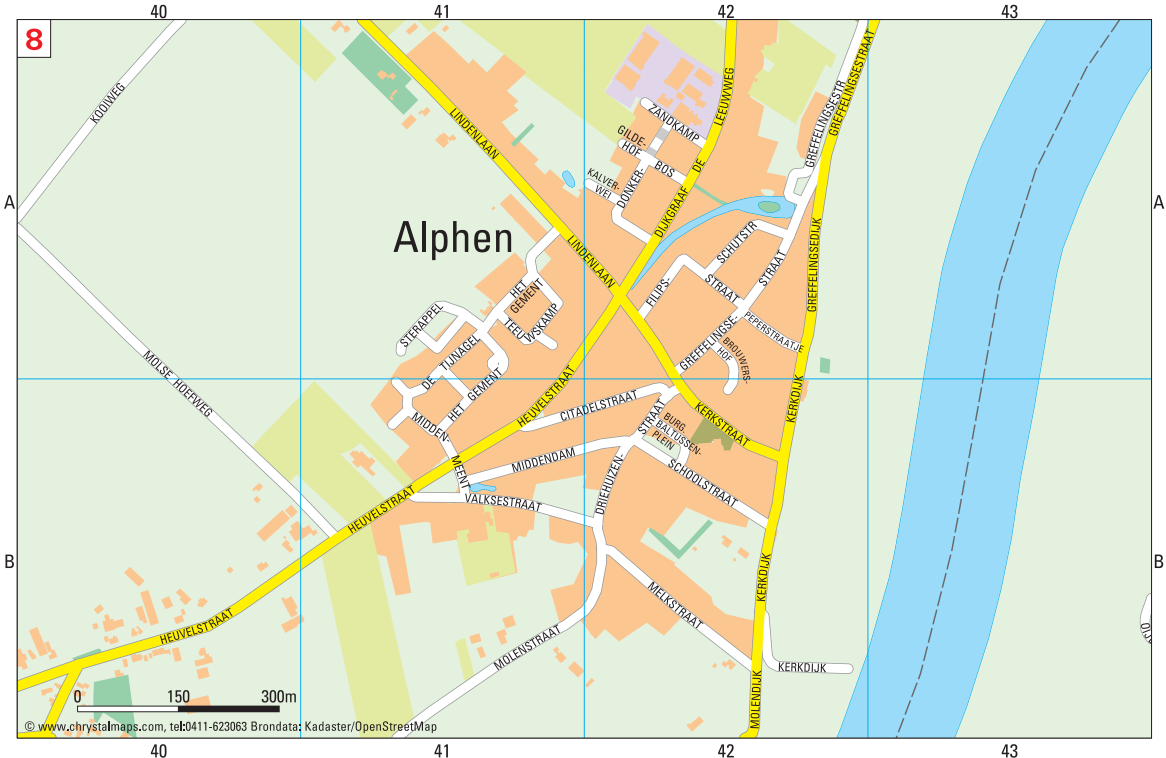 40
41
42
43
8
KOOIWEG
LINDENLAAN
LEEUWWEG
GREFFELINGSESTR
GREFFELINGSESTRAAT
ZANDKAMP
GILDE-
HOF
BOS
DE
KALVER-
WEI
DONKER-
DIJKGRAAF
A
A
Alphen
LINDENLAAN
SCHUTSTR
STRAAT
GREFFELINGSEDIJK
HET
GEMENT
FILIPS-
STRAAT
STERAPPEL
TEEU
WSKAMP
PEPERSTRAATJE
GREFFELINGSE-
BROUWERS-
HOF
TIJNAGEL
DE
MOLSE HOEFWEG
GEMENT
HET
HEUVELSTRAAT
CITADELSTRAAT
KERKDIJK
KERKSTRAAT
STRAAT
BURG
BALTUSSEN-
PLEIN
MIDDEN-
MEENT
MIDDENDAM
DRIEHUIZEN-
SCHOOLSTRAAT
HEUVELSTRAAT
VALKSESTRAAT
B
B
KERKDIJK
MELKSTRAAT
HEUVELSTRAAT
MOLENSTRAAT
KERKDIJK
MOLENDIJK
0 150 300m
© www.chrystalmaps.com, tel:0411-623063 Brondata: Kadaster/OpenStreetMap
40
41
42
43